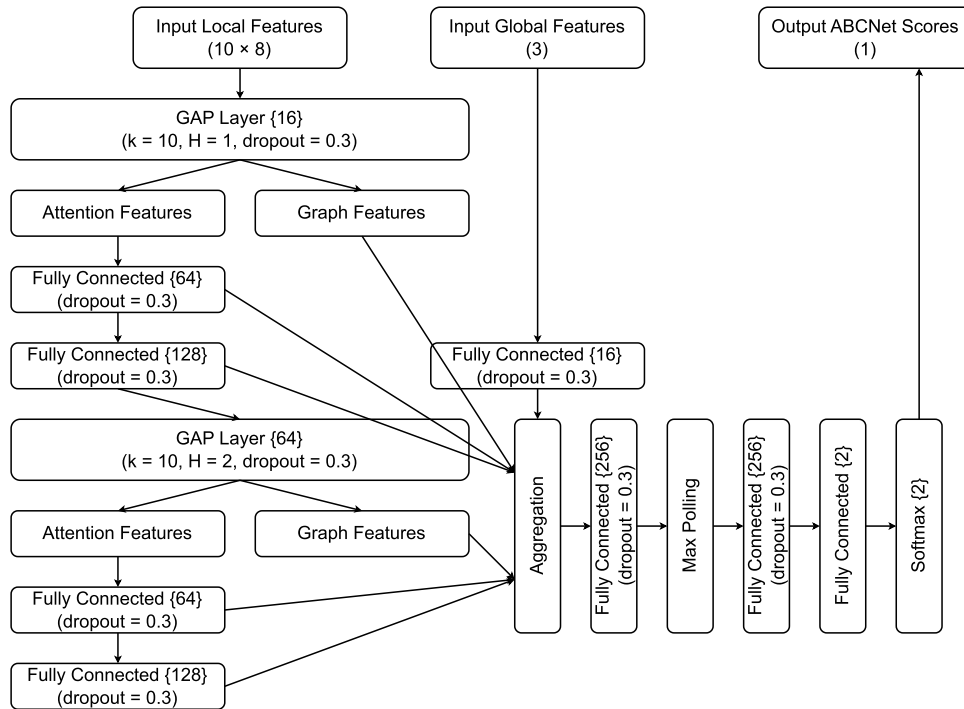 Input Local Features
(10 × 8)
Input Global Features
(3)
Output ABCNet Scores
(1)
GAP Layer {16}
(k = 10, H = 1, dropout = 0.3)
Attention Features
Graph Features
Fully Connected {64}
(dropout = 0.3)
Fully Connected {128}
(dropout = 0.3)
Fully Connected {16}
(dropout = 0.3)
GAP Layer {64}
(k = 10, H = 2, dropout = 0.3)
Attention Features
Graph Features
Fully Connected {64}
(dropout = 0.3)
Fully Connected {128}
(dropout = 0.3)
Aggregation
Fully Connected {256}
(dropout = 0.3)
Max Polling
Fully Connected {256}
(dropout = 0.3)
Fully Connected {2}
Softmax {2}